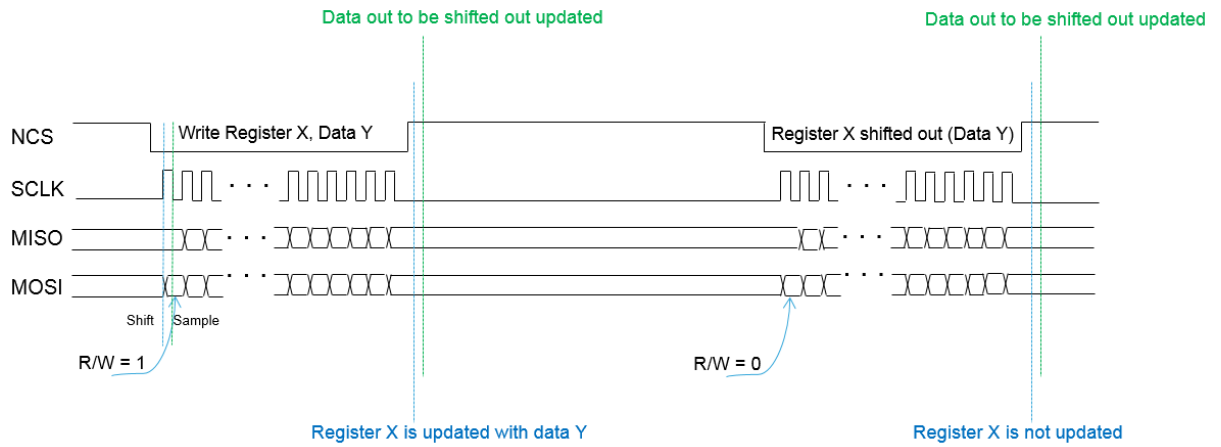 Data out to be shifted out updated
Data out to be shifted out updated
NCS
Write Register X, Data Y
Register X shifted out (Data Y)
SCLK
. . .
. . .
MISO
. . .
. . .
MOSI
. . .
. . .
Shift
Sample
R/W = 1
R/W = 0
Register X is updated with data Y
Register X is not updated